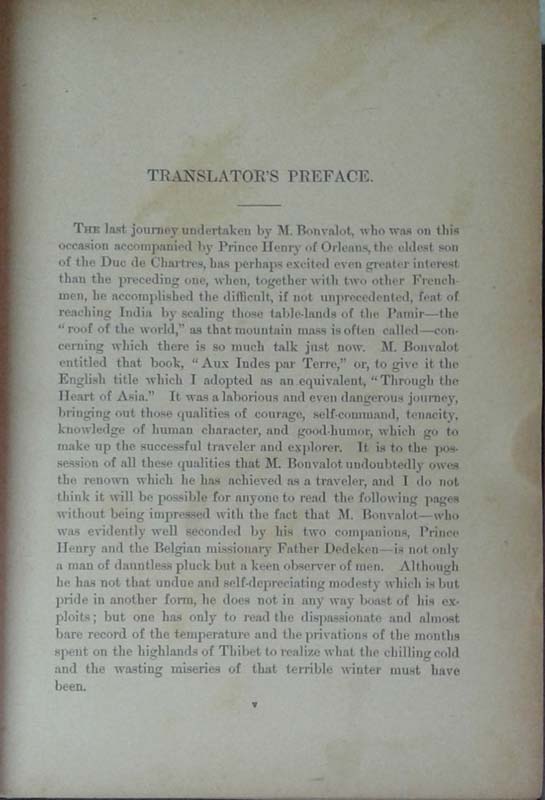 TRANSLATOR'S PREFACE.
The last journey undertaken by M. Bonvalot, who was on this
occasion accompanied by Prince Henry of Orleans, the eldest son
of the Duc de Chartres, has perhaps excited even greater interest
than the preceding one, when, together with two other French-
men, he accomplished the difficult, if not unprecedented, feat of
reaching India by scaling those table-lands of the Pamir—the
"roof of the world," as that mountain mass is often called—con-
cerning which there is so much talk just now. M. Bonvalot
entitled that book, "Aux Indes par Terre," or, to give it the
English title which I adopted as an equivalent, "Through the
Heart of Asia." It was a laborious and even dangerous journey,
bringing out those qualities of courage, self-command, tenacity,
knowledge of human character, and good-humor, which go to
make up the successful traveler and explorer. It is to the pos-
session of all these qualities that M. Bonvalot undoubtedly owes
the renown which he has achieved as a traveler, and I do not
think it will be possible for anyone to read the following pages
without being impressed with the fact that M. Bonvalot—who
was evidently well seconded by his two companions, Prince
Henry and the Belgian missionary Father Dedeken—is not only
a man of dauntless pluck but a keen observer of men. Although
he has not that undue and self-depreciating modesty which is but
pride in another form, he does not in any way boast of his ex-
ploits; but one has only to read the dispassionate and almost
bare record of the temperature and the privations of the months
spent on the highlands of Thibet to realize what the chilling cold
and the wasting miseries of that terrible winter must have
been.
v